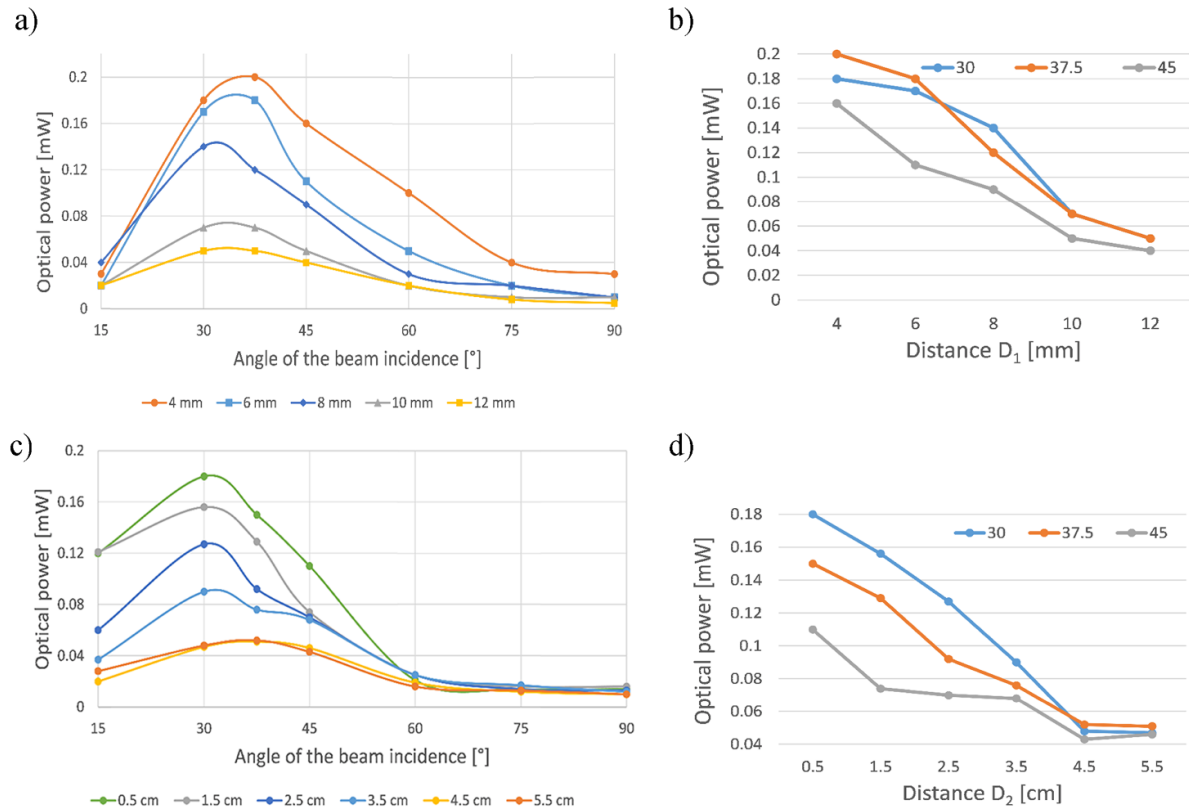 a)
Optical power [mW]
0.2
0.16
0.12
0.08
0.04
0
15 30 45 60 75 90
Angle of the beam incidence [°]
4 mm 6 mm 8 mm 10 mm 12 mm
b)
Optical power [mW]
0.2
0.18
0.16
0.14
0.12
0.1
0.08
0.06
0.04
0.02
0
30 37.5 45
4 6 8 10 12
Distance D₁ [mm]
c)
Optical power [mW]
0.2
0.16
0.12
0.08
0.04
0
15 30 45 60 75 90
Angle of the beam incidence [°]
0.5 cm 1.5 cm 2.5 cm 3.5 cm 4.5 cm 5.5 cm
d)
Optical power [mW]
0.18
0.16
0.14
0.12
0.1
0.08
0.06
0.04
30 37.5 45
0.5 1.5 2.5 3.5 4.5 5.5
Distance D₂ [cm]